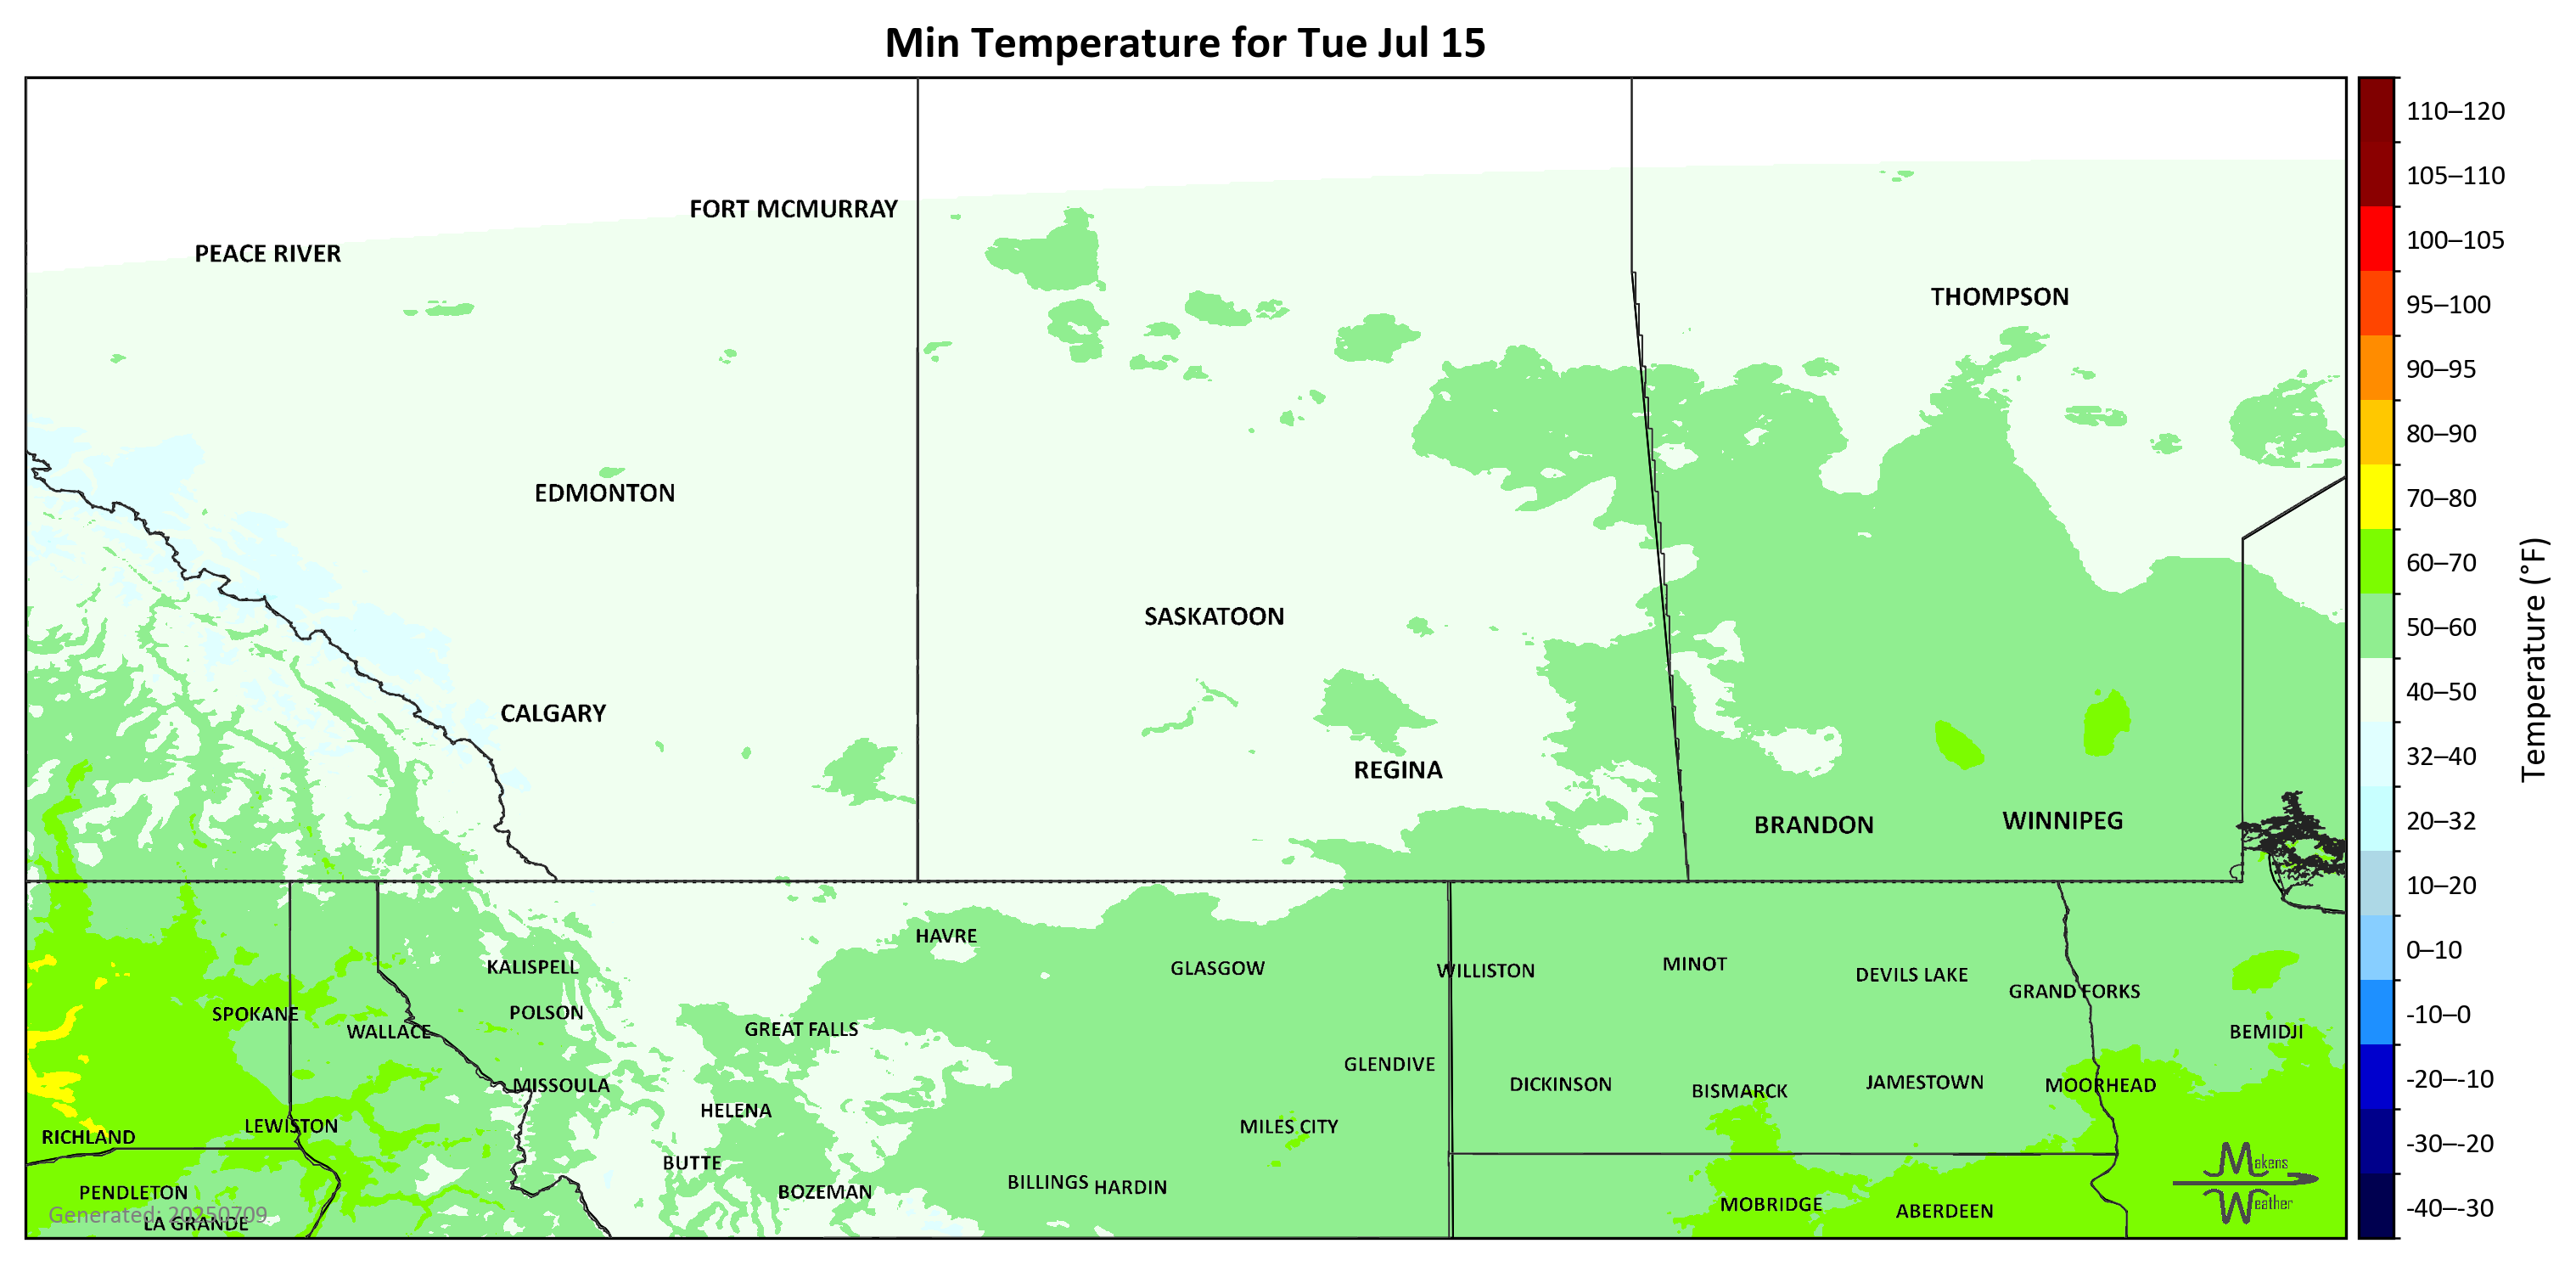 Min Temperature for Tue Jul 15
FORT MCMURRAY
PEACE RIVER
THOMPSON
EDMONTON
SASKATOON
CALGARY
REGINA
BRANDON
WINNIPEG
HAVRE
KALISPELL
GLASGOW
WILLISTON
MINOT
DEVILS LAKE
GRAND FORKS
SPOKANE
POLSON
WALLACE
GREAT FALLS
BEMIDJI
GLENDIVE
MISSOULA
DICKINSON
BISMARCK
JAMESTOWN
MOORHEAD
HELENA
LEWISTON
MILES CITY
RICHLAND
BUTTE
BILLINGS
HARDIN
PENDLETON
BOZEMAN
MOBRIDGE
ABERDEEN
Generated: 20250709
LA GRANDE
Makens
Weather
110–120
105–110
100–105
95–100
90–95
80–90
70–80
60–70
50–60
40–50
32–40
20–32
10–20
0–10
-10–0
-20–-10
-30–-20
-40–-30
Temperature (°F)